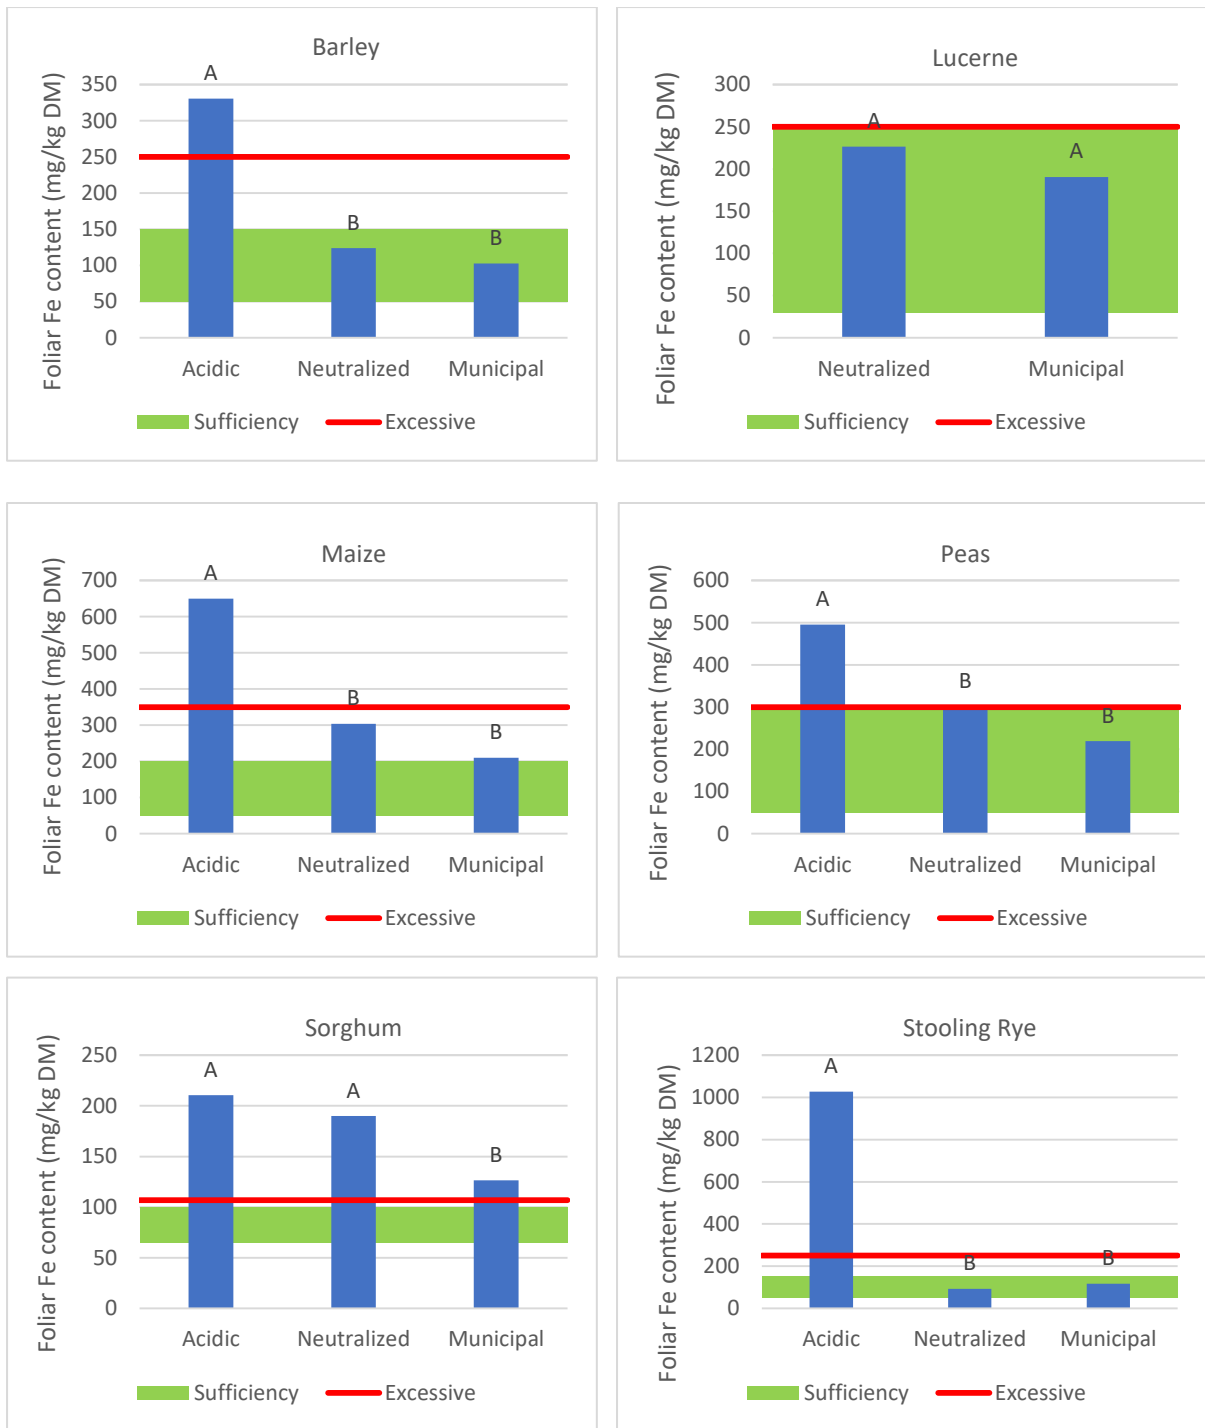 Barley
Foliar Fe content (mg/kg DM)
350
300
250
200
150
100
50
0
A
B
B
Acidic
Neutralized
Municipal
Sufficiency
Excessive
Lucerne
Foliar Fe content (mg/kg DM)
300
250
200
150
100
50
0
A
A
Neutralized
Municipal
Sufficiency
Excessive
Maize
Foliar Fe content (mg/kg DM)
700
600
500
400
300
200
100
0
A
B
B
Acidic
Neutralized
Municipal
Sufficiency
Excessive
Peas
Foliar Fe content (mg/kg DM)
600
500
400
300
200
100
0
A
B
B
Acidic
Neutralized
Municipal
Sufficiency
Excessive
Sorghum
Foliar Fe content (mg/kg DM)
250
200
150
100
50
0
A
A
B
Acidic
Neutralized
Municipal
Sufficiency
Excessive
Stooling Rye
Foliar Fe content (mg/kg DM)
1200
1000
800
600
400
200
0
A
B
B
Acidic
Neutralized
Municipal
Sufficiency
Excessive